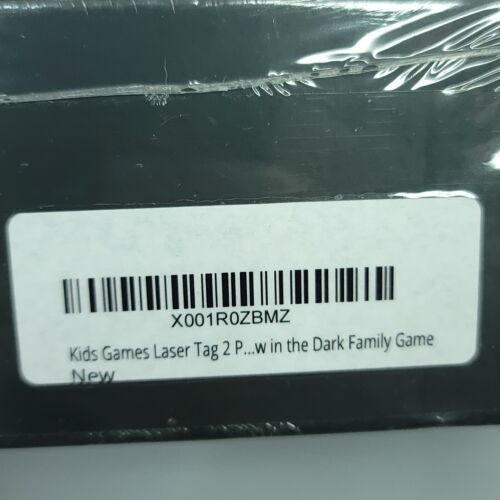 X001R0ZBMZ
Kids Games Laser Tag 2 P...w in the Dark Family Game
New